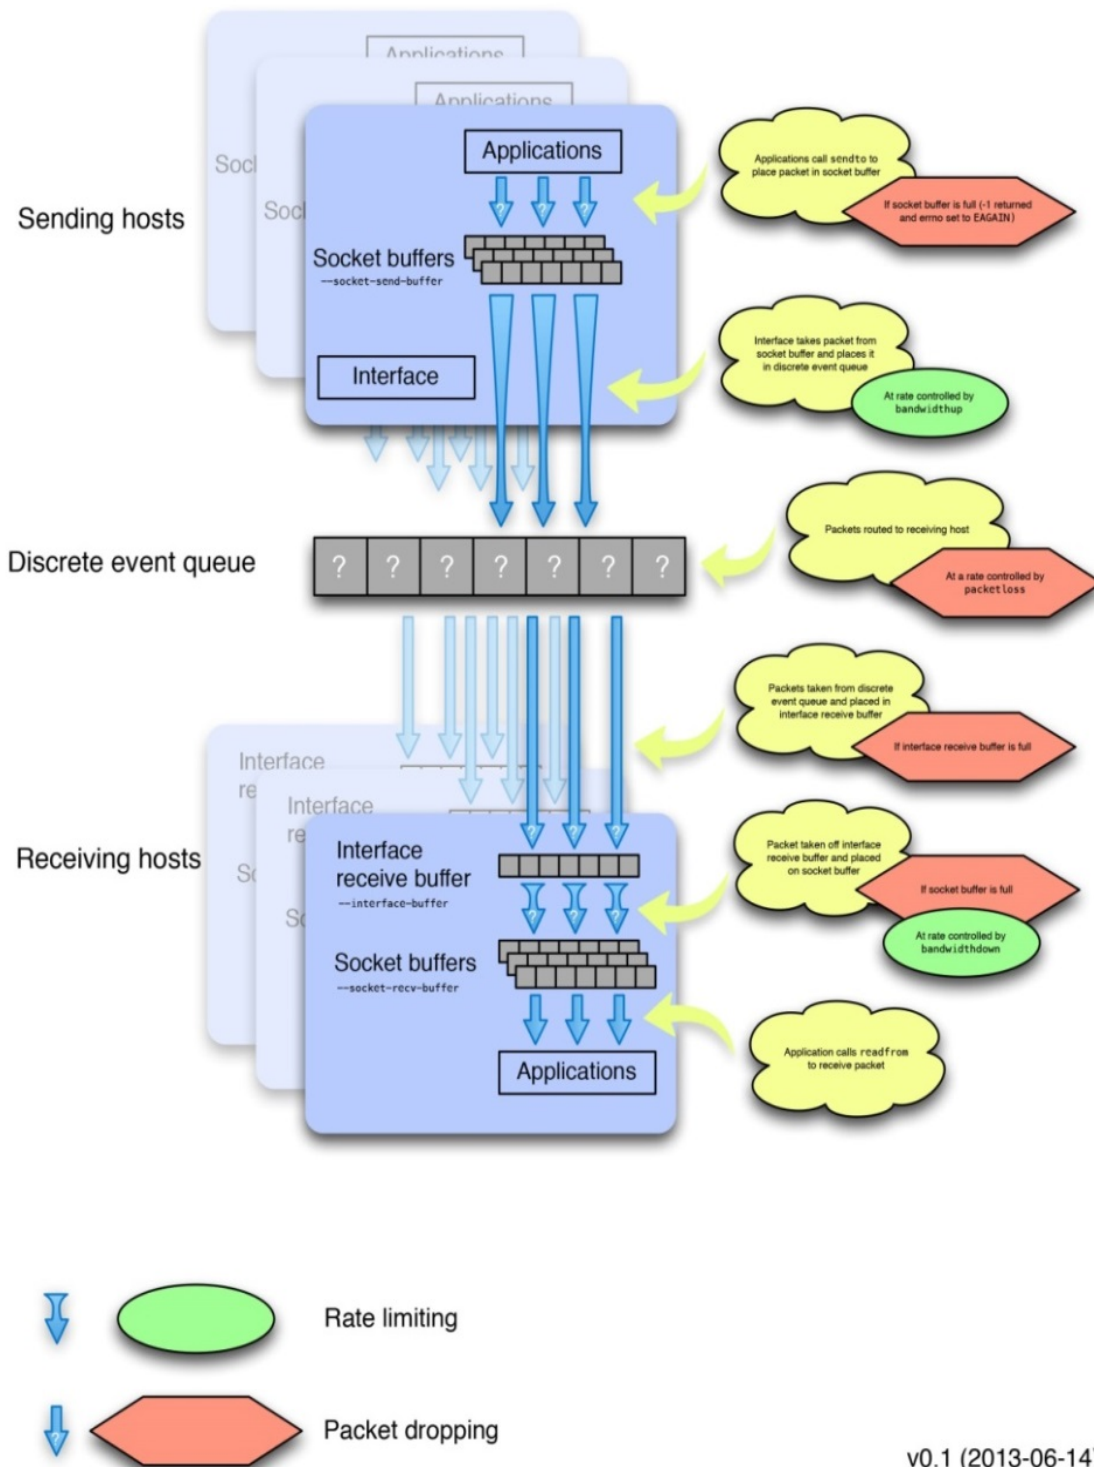 Applications
Applications
Applications
Sending hosts
Socket buffers
--socket-send-buffer
Interface
Applications call sendto to
place packet in socket buffer
If socket buffer is full (-1 returned
and errno set to EAGAIN)
? ? ?
Interface takes packet from
socket buffer and places it
in discrete event queue
At rate controlled by
bandwidthup
Discrete event queue
? ? ? ? ? ? ?
Packets routed to receiving host
At a rate controlled by
packetloss
Packets taken from discrete
event queue and placed in
interface receive buffer
If interface receive buffer is full
Interface
re
Interface
re
Receiving hosts
Interface
receive buffer
--interface-buffer
? ? ?
? ? ?
Packet taken off interface
receive buffer and placed
on socket buffer
If socket buffer is full
At rate controlled by
bandwidthdown
Socket buffers
--socket-recv-buffer
Applications
Application calls readfrom
to receive packet
Rate limiting
?
Packet dropping
v0.1 (2013-06-14)